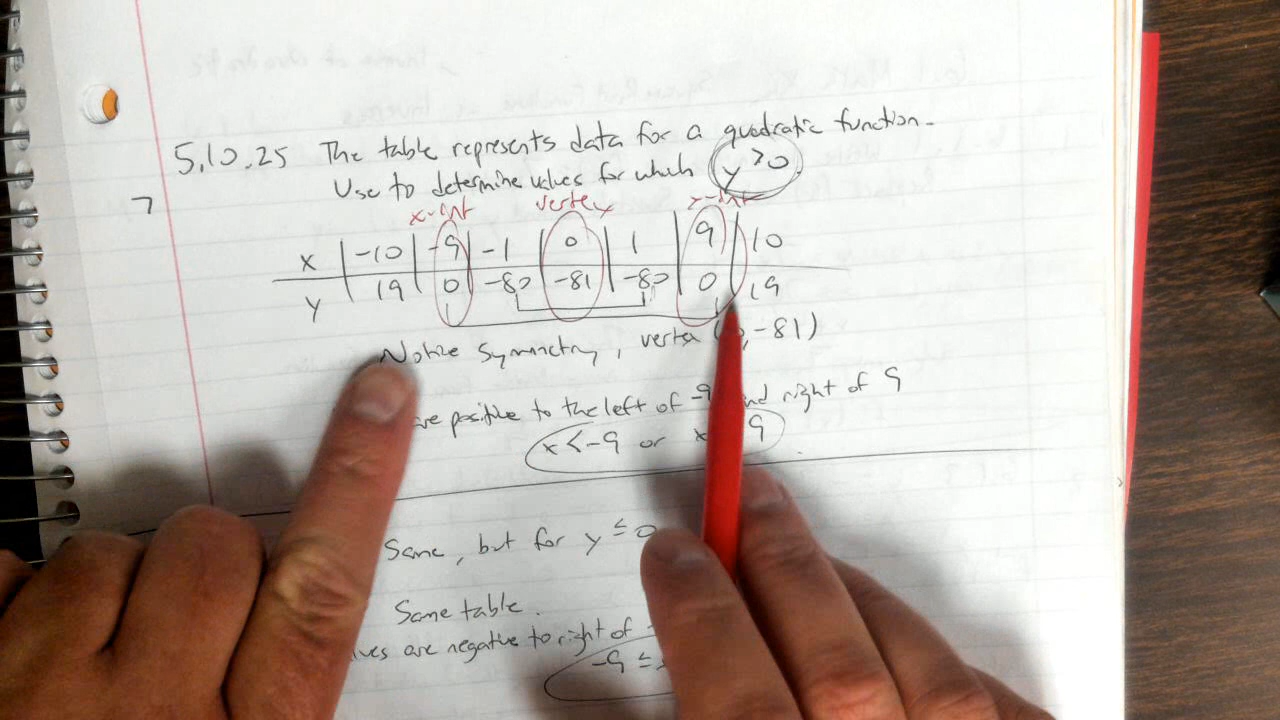 5.10.25 The table represents data for a quadratic function.
Use to determine values for which y > 0.
7
x-int vertex x-int
x -10 -9 -1 0 1 9 10
y 19 0 -80 -81 -80 0 19
Notice symmetry, vertex , -81)
are positive to the left of -9 and right of 9
x < -9 or x 9
Same, but for y ≤ 0
Same table.
are negative to right of -
-9 ≤